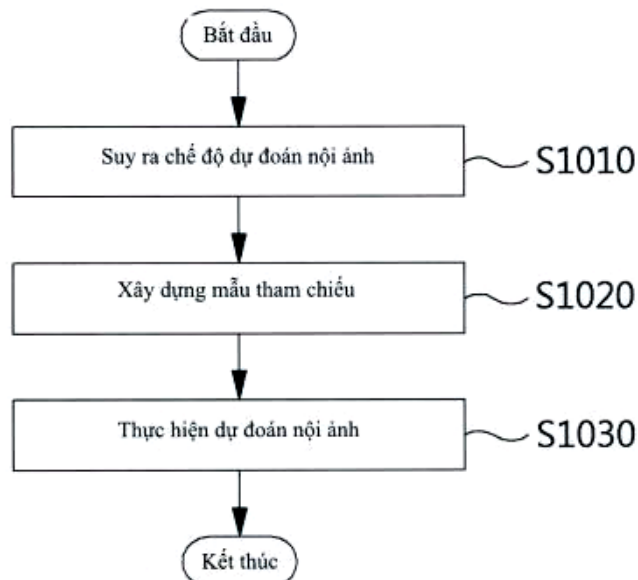 Bắt đầu
Suy ra chế độ dự đoán nội ảnh
S1010
Xây dựng mẫu tham chiếu
S1020
Thực hiện dự đoán nội ảnh
S1030
Kết thúc